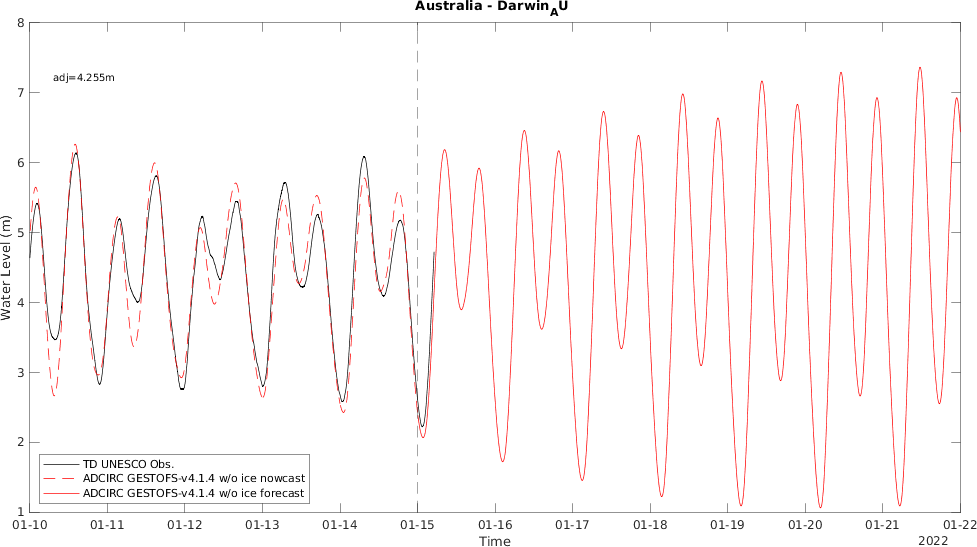 Australia - Darwin_AU
8
7
6
5
4
3
2
1
adj=4.255m
Water Level (m)
TD UNESCO Obs.
ADCIRC GESTOFS-v4.1.4 w/o ice nowcast
ADCIRC GESTOFS-v4.1.4 w/o ice forecast
01-10 01-11 01-12 01-13 01-14 01-15 01-16 01-17 01-18 01-19 01-20 01-21 01-22
Time
2022